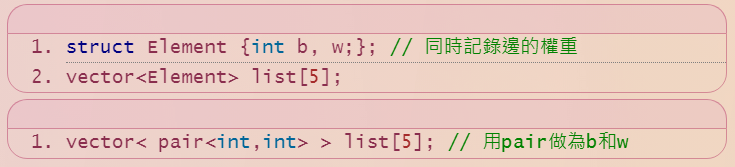 1. struct Element {int b, w;}; // 同時記錄邊的權重
2. vector<Element> list[5];
1. vector< pair<int,int> > list[5]; // 用pair做為b和w